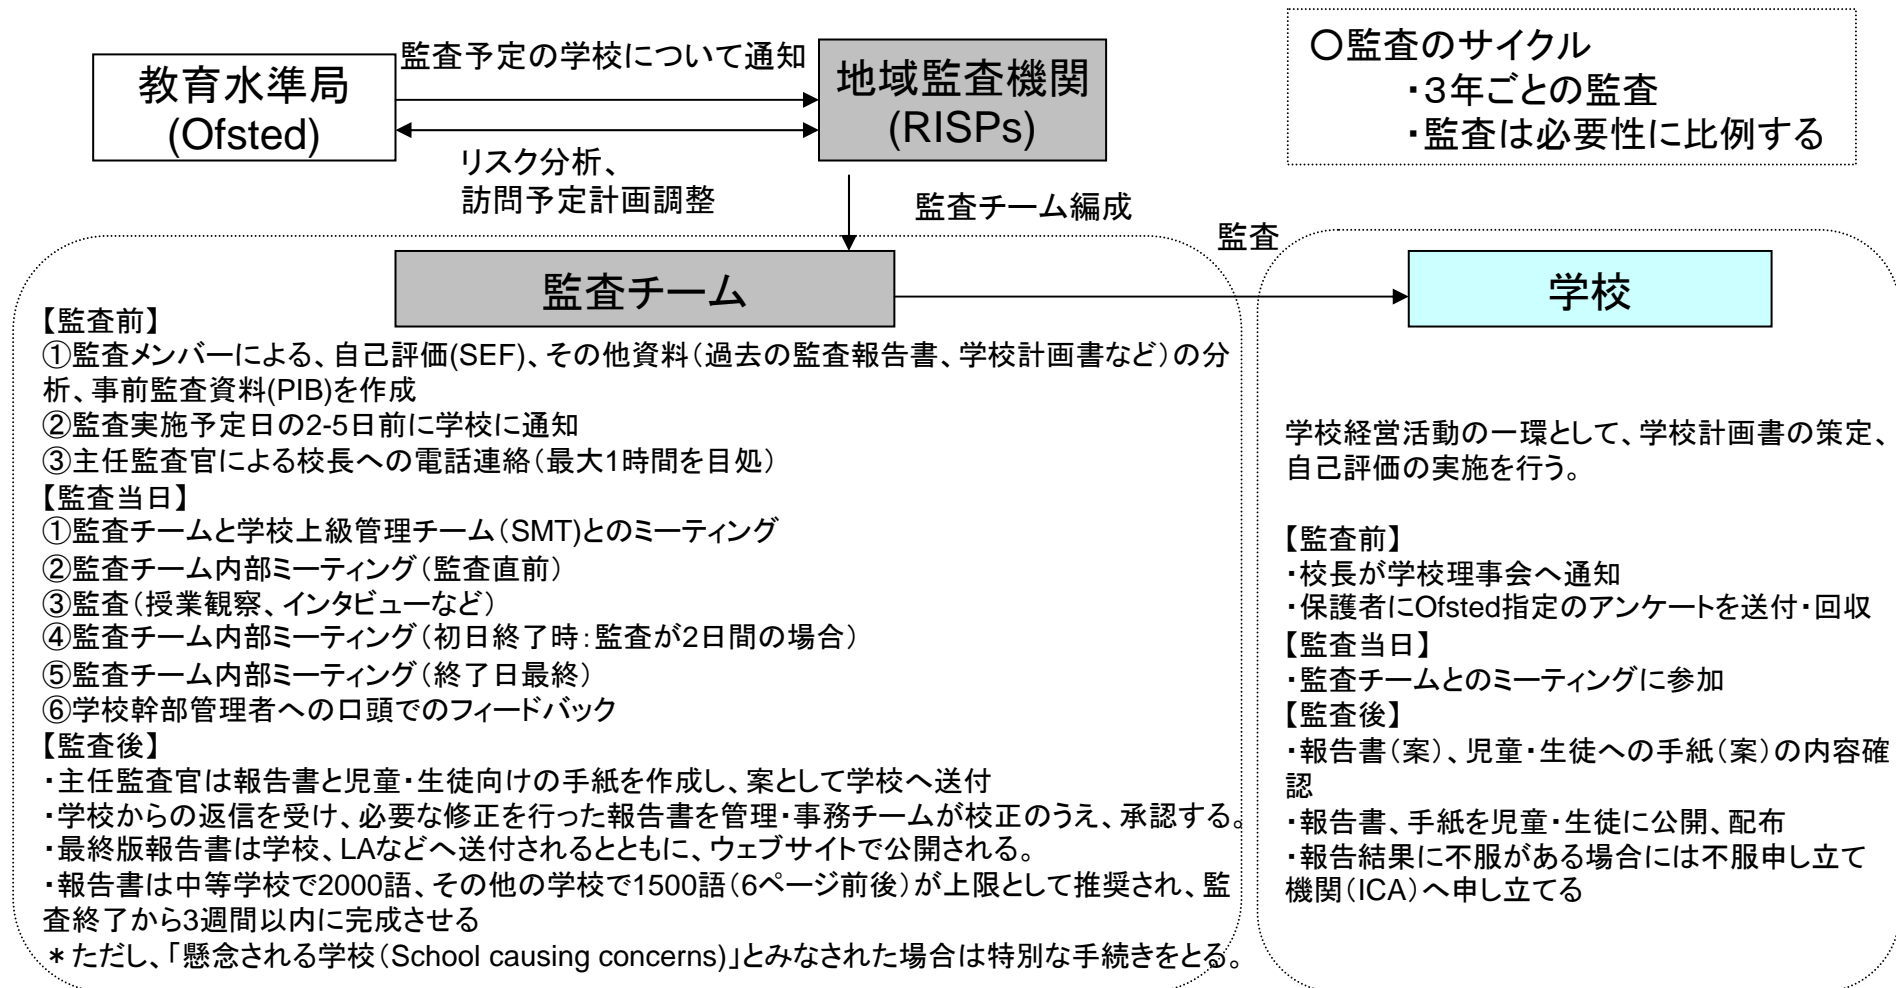 監査予定の学校について通知
教育水準局
(Ofsted)
地域監査機関
(RISPs)
リスク分析、
訪問予定計画調整
監査チーム編成
〇監査のサイクル
・3年ごとの監査
・監査は必要性に比例する
監査
監査チーム
【監査前】
①監査メンバーによる、自己評価(SEF)、その他資料（過去の監査報告書、学校計画書など）の分
析、事前監査資料(PIB)を作成
②監査実施予定日の2-5日前に学校に通知
③主任監査官による校長への電話連絡（最大1時間を目処）
【監査当日】
①監査チームと学校上級管理チーム（SMT)とのミーティング
②監査チーム内部ミーティング（監査直前）
③監査（授業観察、インタビューなど）
④監査チーム内部ミーティング（初日終了時：監査が2日間の場合）
⑤監査チーム内部ミーティング（終了日最終）
⑥学校幹部管理者への口頭でのフィードバック
【監査後】
・主任監査官は報告書と児童・生徒向けの手紙を作成し、案として学校へ送付
・学校からの返信を受け、必要な修正を行った報告書を管理・事務チームが校正のうえ、承認する。
・最終版報告書は学校、LAなどへ送付されるとともに、ウェブサイトで公開される。
・報告書は中等学校で2000語、その他の学校で1500語（6ページ前後）が上限として推奨され、監
査終了から3週間以内に完成させる
＊ただし、「懸念される学校（School causing concerns)」とみなされた場合は特別な手続きをとる。
学校
学校経営活動の一環として、学校計画書の策定、
自己評価の実施を行う。
【監査前】
・校長が学校理事会へ通知
・保護者にOfsted指定のアンケートを送付・回収
【監査当日】
・監査チームとのミーティングに参加
【監査後】
・報告書（案）、児童・生徒への手紙（案）の内容確
認
・報告書、手紙を児童・生徒に公開、配布
・報告結果に不服がある場合には不服申し立て
機関（ICA）へ申し立てる